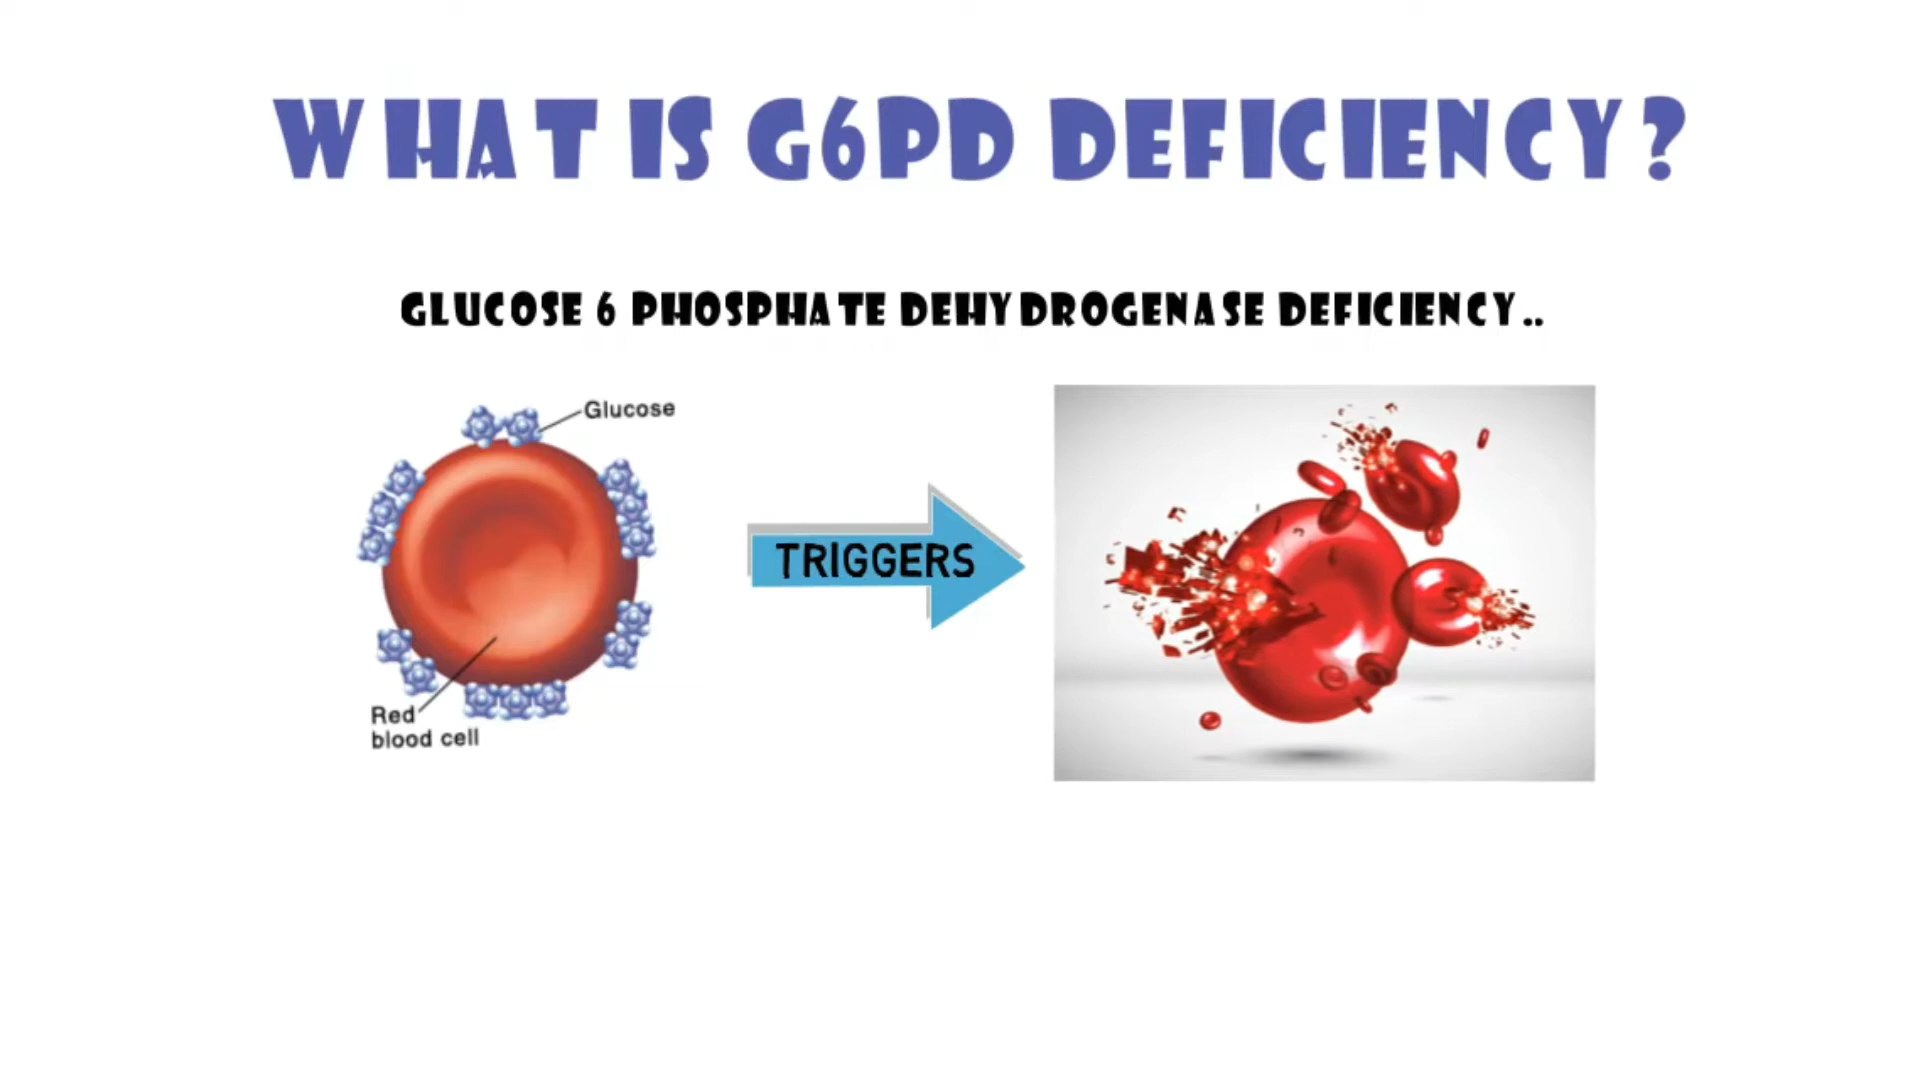 WHAT IS G6PD DEFICIENCY?
GLUCOSE 6 PHOSPHATE DEHYDROGENASE DEFICIENCY..
Glucose
TRIGGERS
Red
blood cell